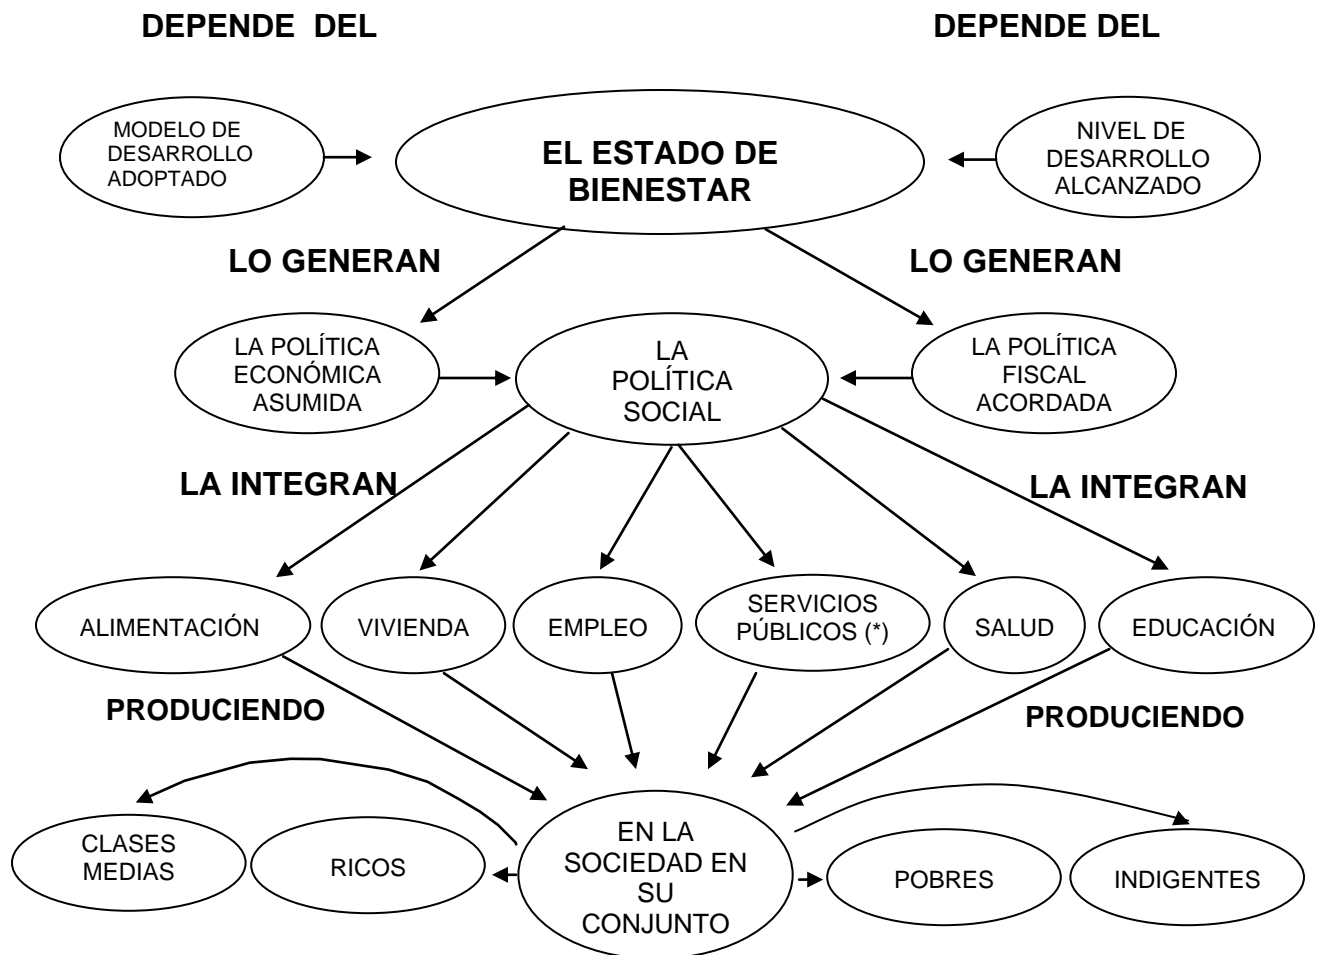 DEPENDE DEL
DEPENDE DEL
MODELO DE
DESARROLLO
ADOPTADO
EL ESTADO DE
BIENESTAR
NIVEL DE
DESARROLLO
ALCANZADO
LO GENERAN
LO GENERAN
LA POLÍTICA
ECONÓMICA
ASUMIDA
LA
POLÍTICA
SOCIAL
LA POLÍTICA
FISCAL
ACORDADA
LA INTEGRAN
LA INTEGRAN
ALIMENTACIÓN
VIVIENDA
EMPLEO
SERVICIOS
PÚBLICOS (*)
SALUD
EDUCACIÓN
PRODUCIENDO
PRODUCIENDO
CLASES
MEDIAS
RICOS
EN LA
SOCIEDAD EN
SU
CONJUNTO
POBRES
INDIGENTES